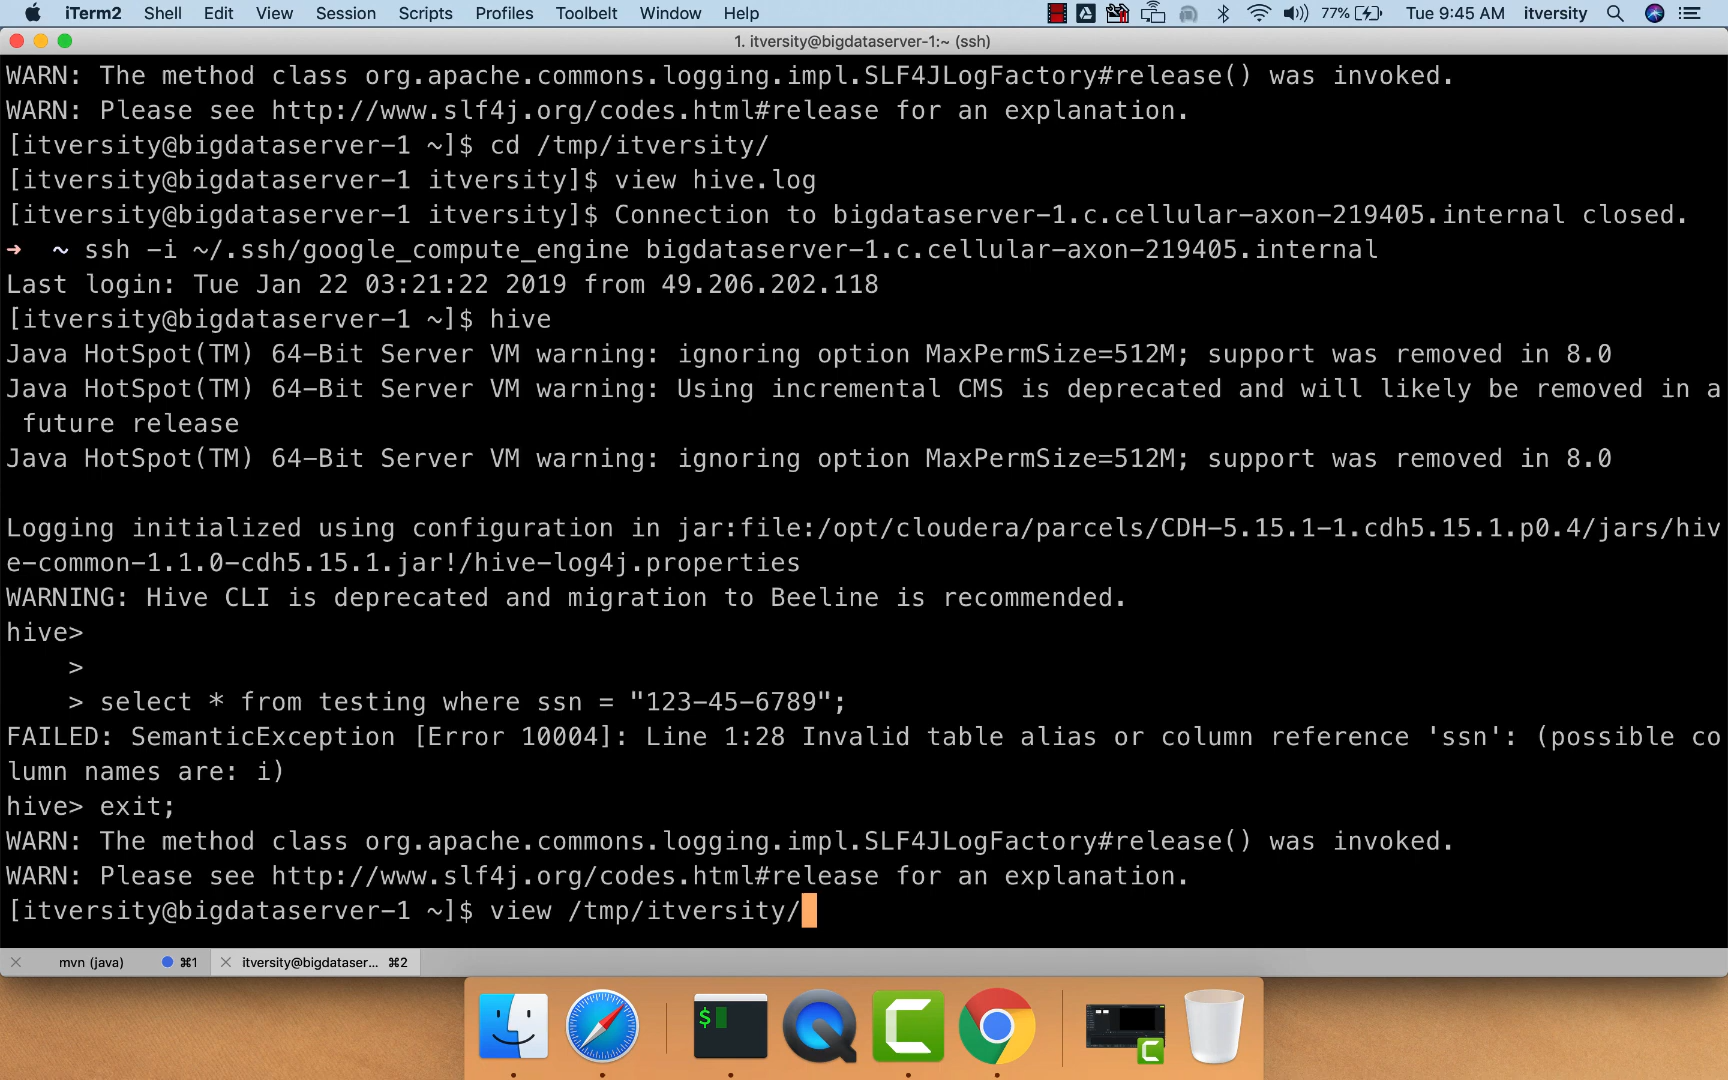 iTerm2 Shell Edit View Session Scripts Profiles Toolbelt Window Help 77% Tue 9:45 AM itversity
1. itversity@bigdataserver-1:~ (ssh)
WARN: The method class org.apache.commons.logging.impl.SLF4JLogFactory#release() was invoked.
WARN: Please see http://www.slf4j.org/codes.html#release for an explanation.
[itversity@bigdataserver-1 ~]$ cd /tmp/itversity/
[itversity@bigdataserver-1 itversity]$ view hive.log
[itversity@bigdataserver-1 itversity]$ Connection to bigdataserver-1.c.cellular-axon-219405.internal closed.
➜  ~ ssh -i ~/.ssh/google_compute_engine bigdataserver-1.c.cellular-axon-219405.internal
Last login: Tue Jan 22 03:21:22 2019 from 49.206.202.118
[itversity@bigdataserver-1 ~]$ hive
Java HotSpot(TM) 64-Bit Server VM warning: ignoring option MaxPermSize=512M; support was removed in 8.0
Java HotSpot(TM) 64-Bit Server VM warning: Using incremental CMS is deprecated and will likely be removed in a
 future release
Java HotSpot(TM) 64-Bit Server VM warning: ignoring option MaxPermSize=512M; support was removed in 8.0
Logging initialized using configuration in jar:file:/opt/cloudera/parcels/CDH-5.15.1-1.cdh5.15.1.p0.4/jars/hiv
e-common-1.1.0-cdh5.15.1.jar!/hive-log4j.properties
WARNING: Hive CLI is deprecated and migration to Beeline is recommended.
hive>
    >
    > select * from testing where ssn = "123-45-6789";
FAILED: SemanticException [Error 10004]: Line 1:28 Invalid table alias or column reference 'ssn': (possible co
lumn names are: i)
hive> exit;
WARN: The method class org.apache.commons.logging.impl.SLF4JLogFactory#release() was invoked.
WARN: Please see http://www.slf4j.org/codes.html#release for an explanation.
[itversity@bigdataserver-1 ~]$ view /tmp/itversity/
mvn (java) ⌘1 itversity@bigdataser... ⌘2
$